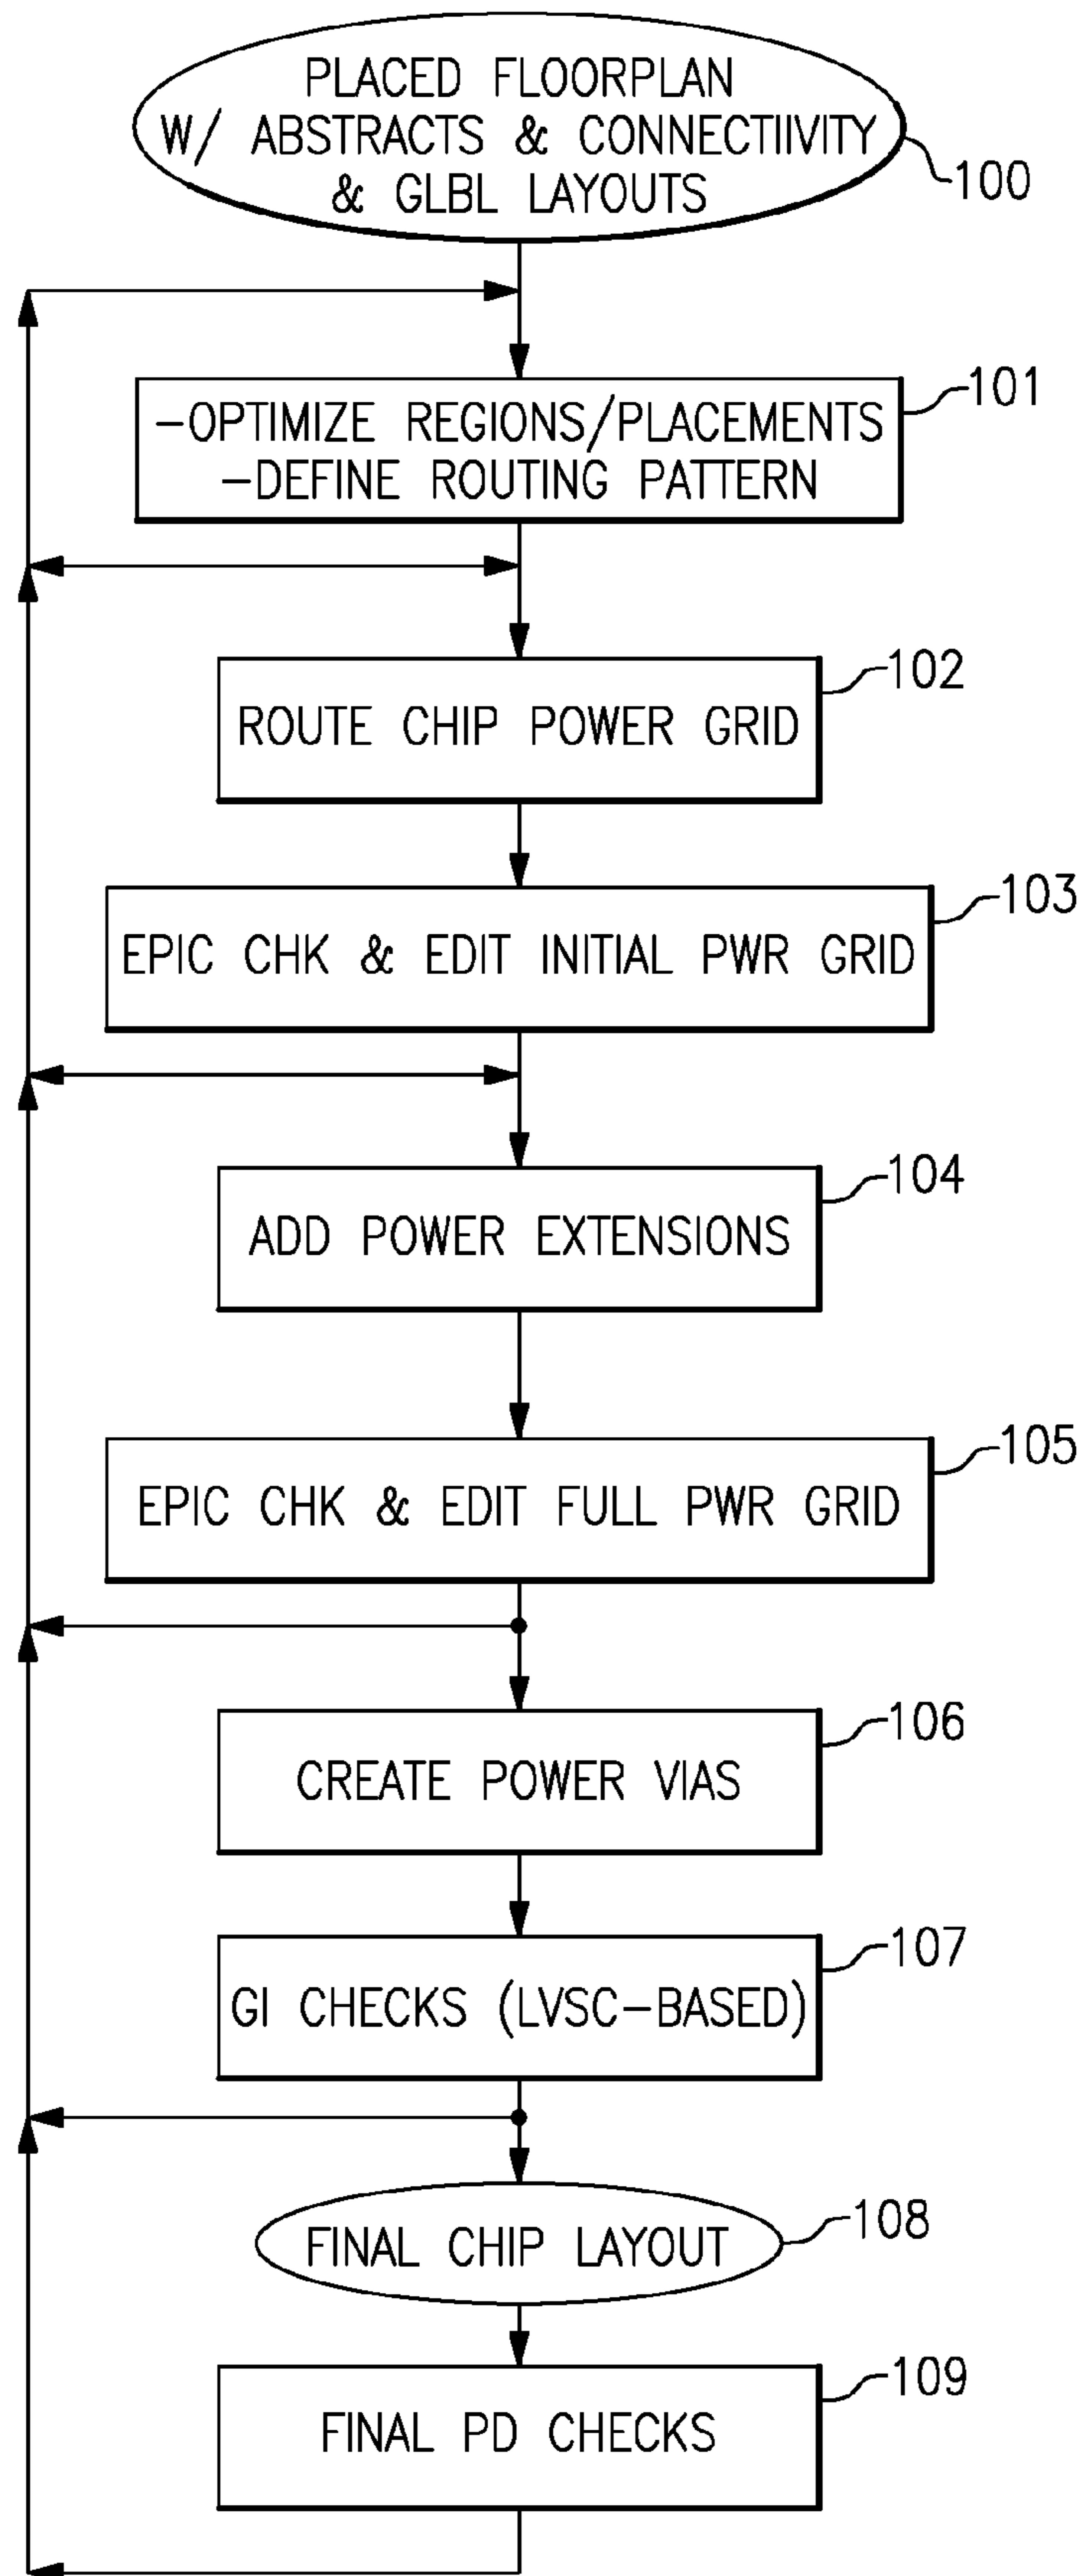 PLACED FLOORPLAN
W/ ABSTRACTS & CONNECTIIVITY
& GLBL LAYOUTS
100
-OPTIMIZE REGIONS/PLACEMENTS
-DEFINE ROUTING PATTERN
101
ROUTE CHIP POWER GRID
102
EPIC CHK & EDIT INITIAL PWR GRID
103
ADD POWER EXTENSIONS
104
EPIC CHK & EDIT FULL PWR GRID
105
CREATE POWER VIAS
106
GI CHECKS (LVSC-BASED)
107
FINAL CHIP LAYOUT
108
FINAL PD CHECKS
109